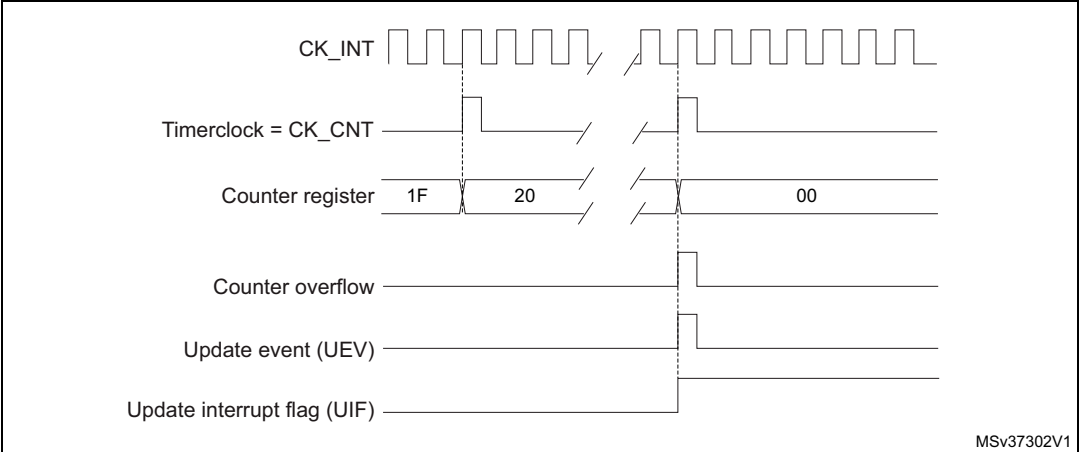 CK_INT
Timerclock = CK_CNT
Counter register 1F 20 00
Counter overflow
Update event (UEV)
Update interrupt flag (UIF)
MSv37302V1